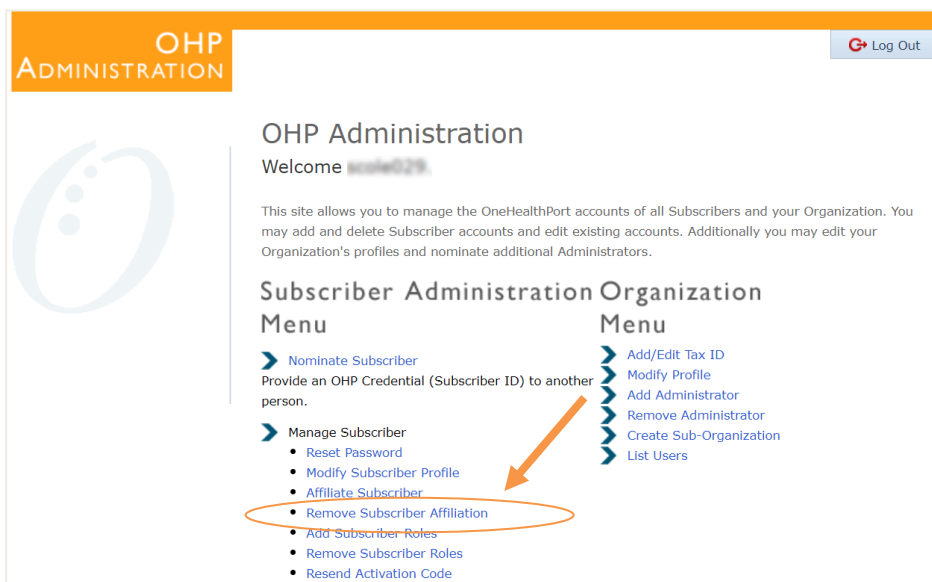 OHP
ADMINISTRATION
Log Out
OHP Administration
Welcome
This site allows you to manage the OneHealthPort accounts of all Subscribers and your Organization. You
may add and delete Subscriber accounts and edit existing accounts. Additionally you may edit your
Organization's profiles and nominate additional Administrators.
Subscriber Administration
Menu
Nominate Subscriber
Provide an OHP Credential (Subscriber ID) to another
person.
Manage Subscriber
Reset Password
Modify Subscriber Profile
Affiliate Subscriber
Remove Subscriber Affiliation
Add Subscriber Roles
Remove Subscriber Roles
Resend Activation Code
Organization
Menu
Add/Edit Tax ID
Modify Profile
Add Administrator
Remove Administrator
Create Sub-Organization
List Users